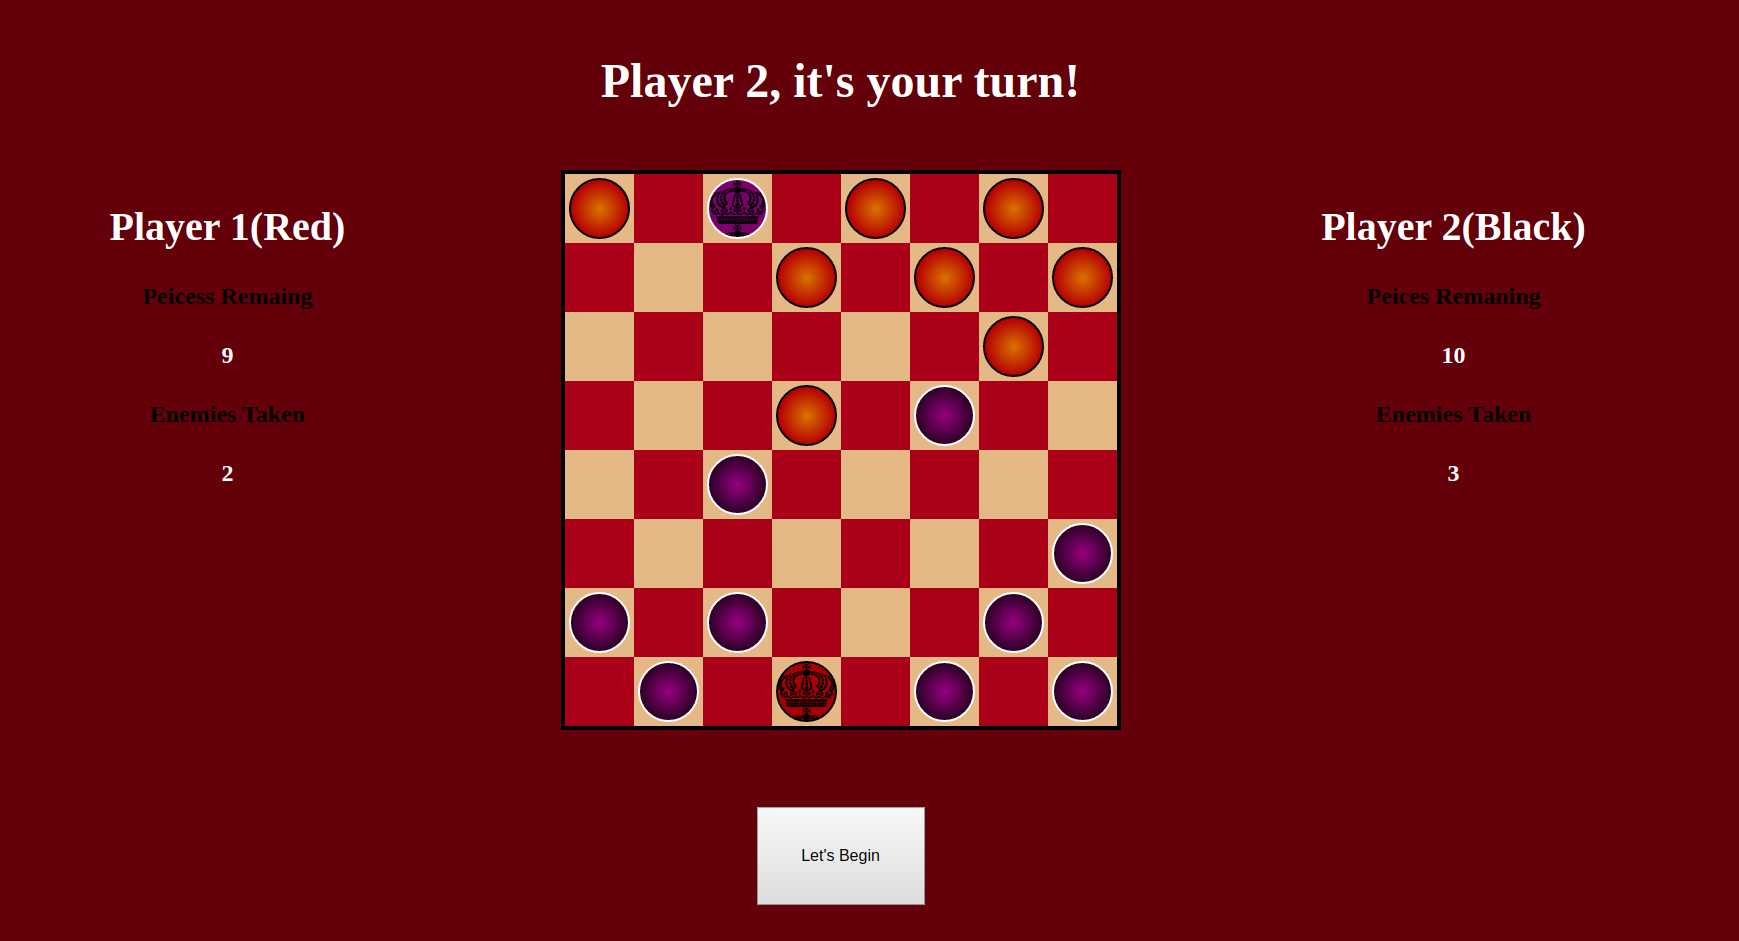 Player 2, it's your turn!
Player 1(Red)
Peicess Remaing
9
Enemies Taken
2
Player 2(Black)
Peices Remaning
10
Enemies Taken
3
Let's Begin